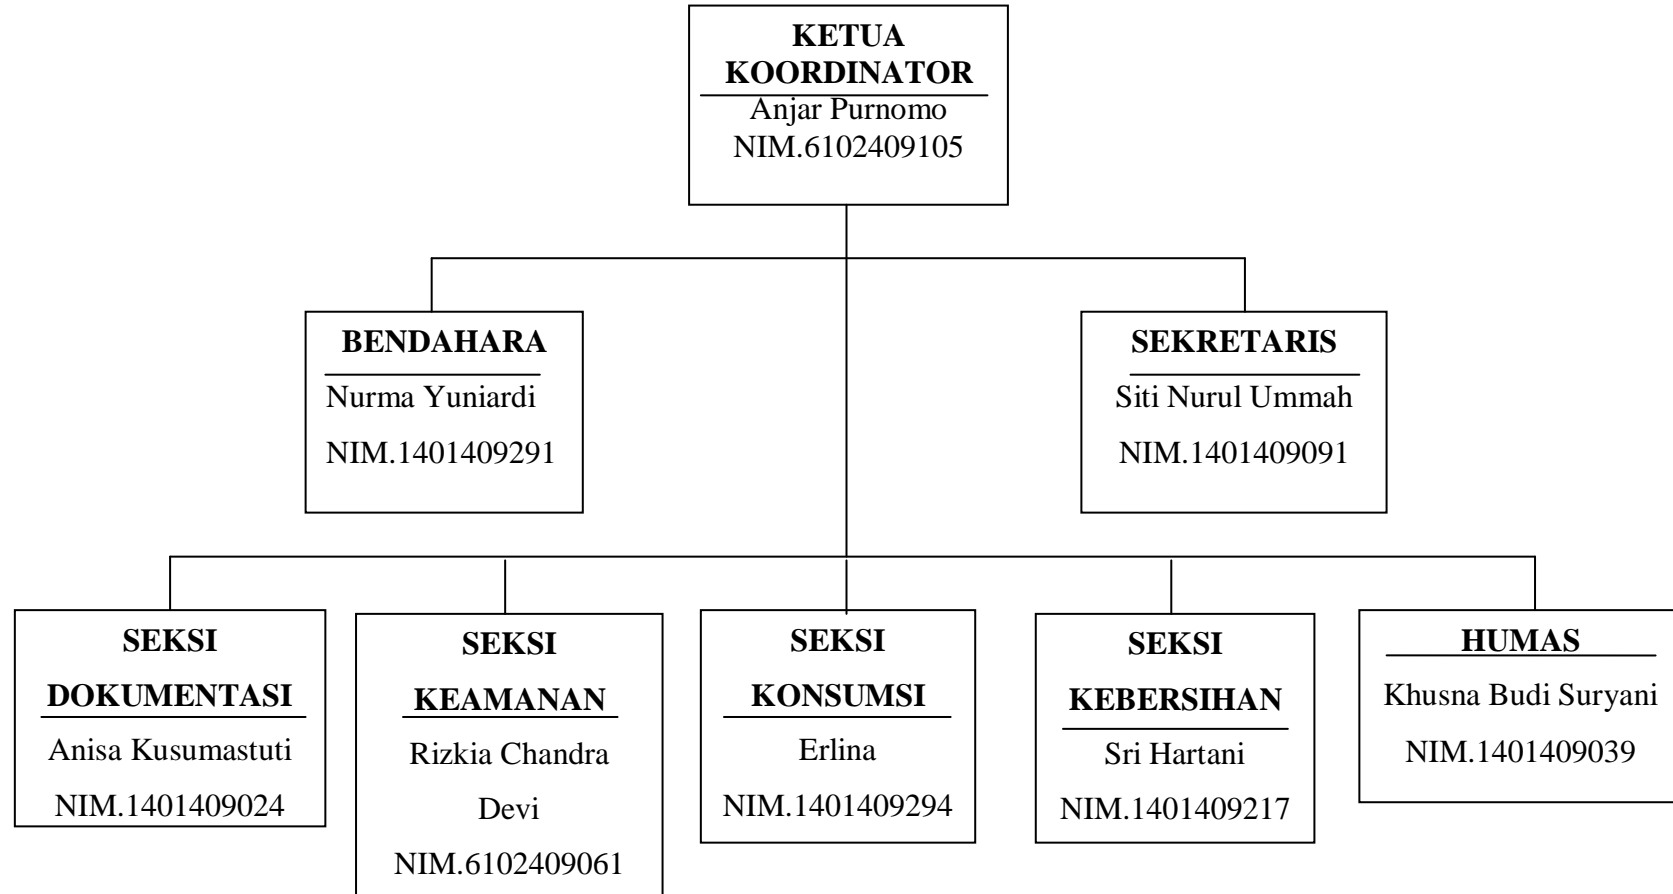 KETUA
KOORDINATOR
Anjar Purnomo
NIM.6102409105
BENDAHARA
Nurma Yuniardi
NIM.1401409291
SEKRETARIS
Siti Nurul Ummah
NIM.1401409091
SEKSI
DOKUMENTASI
Anisa Kusumastuti
NIM.1401409024
SEKSI
KEAMANAN
Rizkia Chandra
Devi
NIM.6102409061
SEKSI
KONSUMSI
Erlina
NIM.1401409294
SEKSI
KEBERSIHAN
Sri Hartani
NIM.1401409217
HUMAS
Khusna Budi Suryani
NIM.1401409039